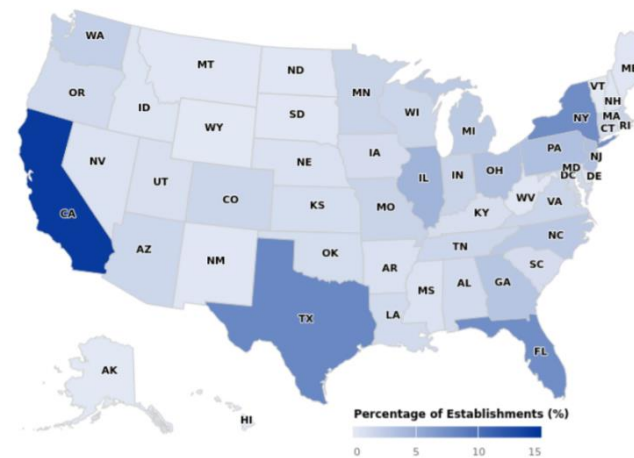 WA
MT
ND
MN
ME
VT
NH
OR
ID
SD
WI
MI
NY
MA
CT RI
WY
IA
PA
NJ
NV
NE
IL
IN
OH
MD
DC
DE
UT
CO
KS
MO
KY
WV
VA
CA
AZ
NM
OK
AR
TN
NC
SC
TX
LA
MS
AL
GA
FL
AK
HI
Percentage of Establishments (%)
0 5 10 15